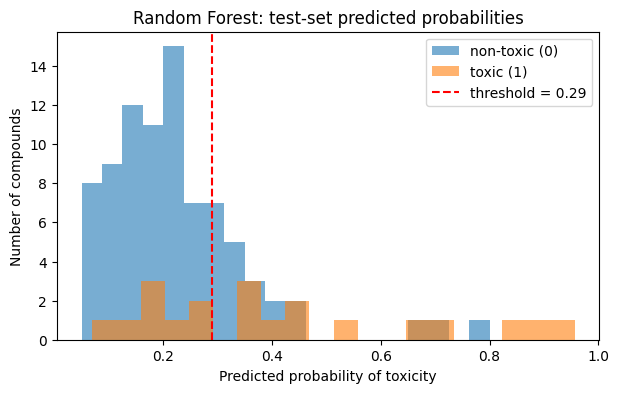 Random Forest: test-set predicted probabilities
non-toxic (0)
toxic (1)
threshold = 0.29
Number of compounds
14
12
10
8
6
4
2
0
0.2
0.4
0.6
0.8
1.0
Predicted probability of toxicity